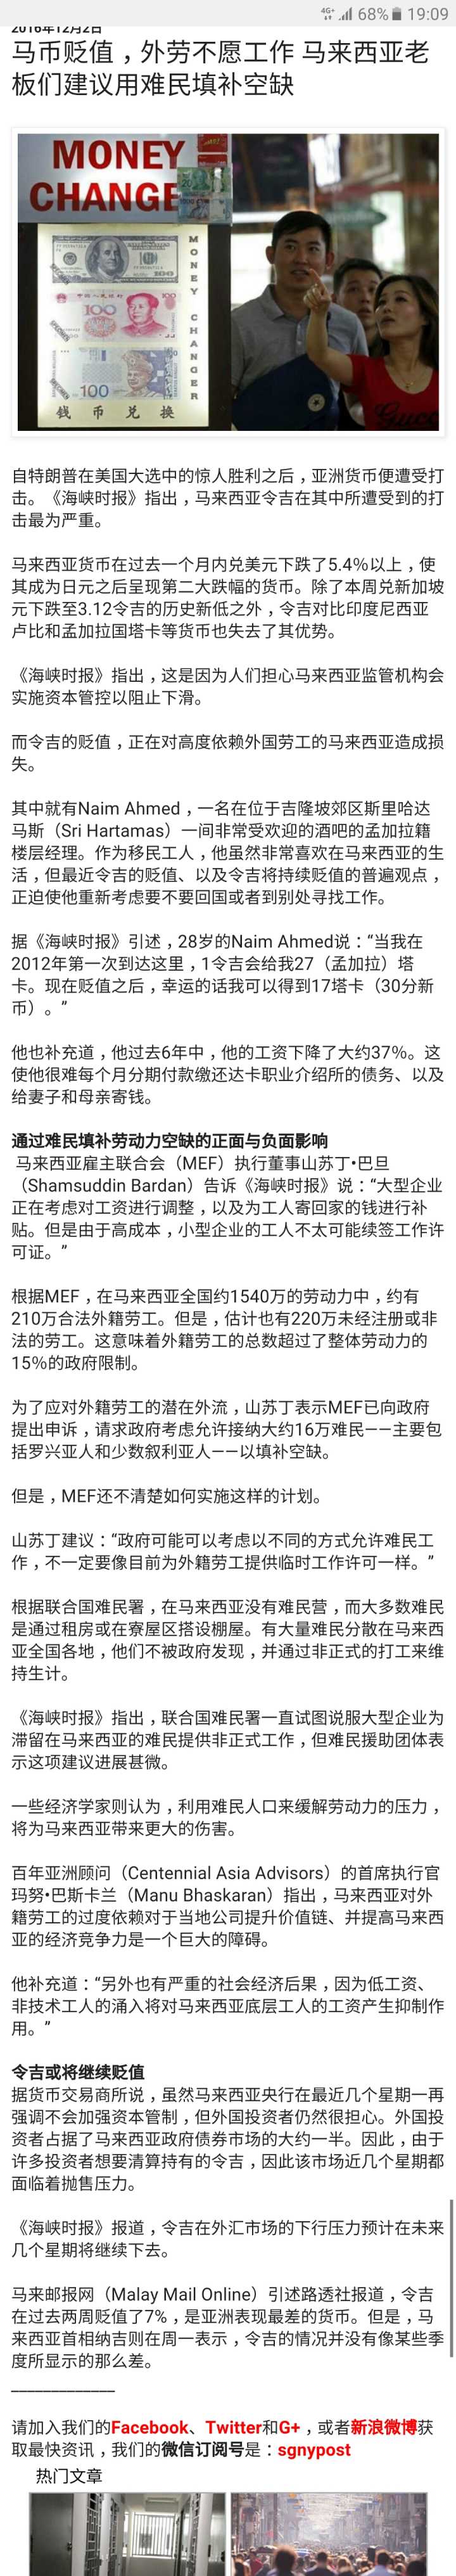 4G+ 68% 19:09
2016年12月2日
马币贬值，外劳不愿工作 马来西亚老
板们建议用难民填补空缺
MONEY
CHANGE
100
100
100
MONEY CHANGER
钱 币 兑 换
Gucc
自特朗普在美国大选中的惊人胜利之后，亚洲货币便遭受打
击。《海峡时报》指出，马来西亚令吉在其中所遭受到的打
击最为严重。
马来西亚货币在过去一个月内兑美元下跌了5.4%以上，使
其成为日元之后呈现第二大跌幅的货币。除了本周兑新加坡
元下跌至3.12令吉的历史新低之外，令吉对比印度尼西亚
卢比和孟加拉国塔卡等货币也失去了其优势。
《海峡时报》指出，这是因为人们担心马来西亚监管机构会
实施资本管控以阻止下滑。
而令吉的贬值，正在对高度依赖外国劳工的马来西亚造成损
失。
其中就有Naim Ahmed，一名在位于吉隆坡郊区斯里哈达
马斯（Sri Hartamas）一间非常受欢迎的酒吧的孟加拉籍
楼层经理。作为移民工人，他虽然非常喜欢在马来西亚的生
活，但最近令吉的贬值、以及令吉将持续贬值的普遍观点，
正迫使他重新考虑要不要回国或者到别处寻找工作。
据《海峡时报》引述，28岁的Naim Ahmed说：“当我在
2012年第一次到达这里，1令吉会给我27（孟加拉）塔
卡。现在贬值之后，幸运的话我可以得到17塔卡（30分新
币）。”
他也补充道，他过去6年中，他的工资下降了大约37%。这
使他很难每个月分期付款缴还达卡职业介绍所的债务、以及
给妻子和母亲寄钱。
通过难民填补劳动力空缺的正面与负面影响
马来西亚雇主联合会（MEF）执行董事山苏丁•巴旦
（Shamsuddin Bardan）告诉《海峡时报》说：“大型企业
正在考虑对工资进行调整，以及为工人寄回家的钱进行补
贴。但是由于高成本，小型企业的工人不太可能续签工作许
可证。”
根据MEF，在马来西亚全国约1540万的劳动力中，约有
210万合法外籍劳工。但是，估计也有220万未经注册或非
法的劳工。这意味着外籍劳工的总数超过了整体劳动力的
15%的政府限制。
为了应对外籍劳工的潜在外流，山苏丁表示MEF已向政府
提出申诉，请求政府考虑允许接纳大约16万难民——主要包
括罗兴亚人和少数叙利亚人——以填补空缺。
但是，MEF还不清楚如何实施这样的计划。
山苏丁建议：“政府可能可以考虑以不同的方式允许难民工
作，不一定要像目前为外籍劳工提供临时工作许可一样。”
根据联合国难民署，在马来西亚没有难民营，而大多数难民
是通过租房或在寮屋区搭设棚屋。有大量难民分散在马来西
亚全国各地，他们不被政府发现，并通过非正式的打工来维
持生计。
《海峡时报》指出，联合国难民署一直试图说服大型企业为
滞留在马来西亚的难民提供非正式工作，但难民援助团体表
示这项建议进展甚微。
一些经济学家则认为，利用难民人口来缓解劳动力的压力，
将为马来西亚带来更大的伤害。
百年亚洲顾问（Centennial Asia Advisors）的首席执行官
玛努•巴斯卡兰（Manu Bhaskaran）指出，马来西亚对外
籍劳工的过度依赖对于当地公司提升价值链、并提高马来西
亚的经济竞争力是一个巨大的障碍。
他补充道：“另外也有严重的社会经济后果，因为低工资、
非技术工人的涌入将对马来西亚底层工人的工资产生抑制作
用。”
令吉或将继续贬值
据货币交易商所说，虽然马来西亚央行在最近几个星期一再
强调不会加强资本管制，但外国投资者仍然很担心。外国投
资者占据了马来西亚政府债券市场的大约一半。因此，由于
许多投资者想要清算持有的令吉，因此该市场近几个星期都
面临着抛售压力。
《海峡时报》报道，令吉在外汇市场的下行压力预计在未来
几个星期将继续下去。
马来邮报网（Malay Mail Online）引述路透社报道，令吉
在过去两周贬值了7%，是亚洲表现最差的货币。但是，马
来西亚首相纳吉则在周一表示，令吉的情况并没有像某些季
度所显示的那么差。
请加入我们的Facebook、Twitter和G+，或者新浪微博获
取最快资讯，我们的微信订阅号是：sgnypost
热门文章